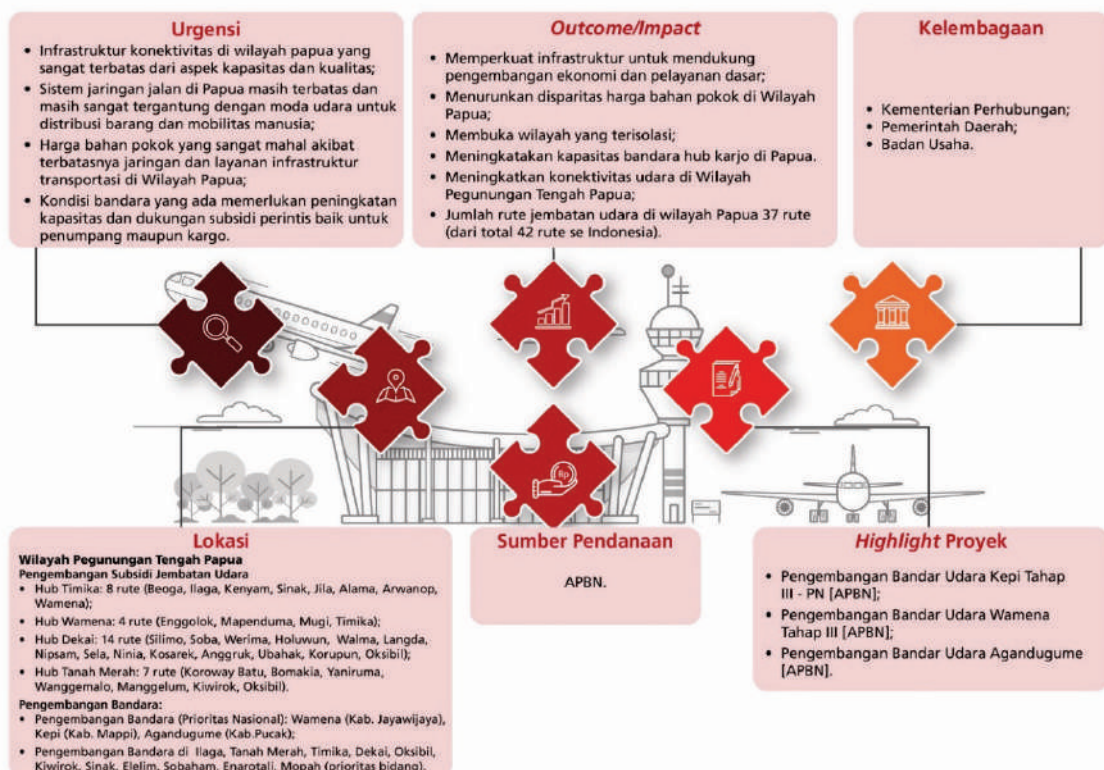 Urgensi
• Infrastruktur konektivitas di wilayah papua yang
sangat terbatas dari aspek kapasitas dan kualitas;
• Sistem jaringan jalan di Papua masih terbatas dan
masih sangat tergantung dengan moda udara untuk
distribusi barang dan mobilitas manusia;
• Harga bahan pokok yang sangat mahal akibat
terbatasnya jaringan dan layanan infrastruktur
transportasi di Wilayah Papua;
• Kondisi bandara yang ada memerlukan peningkatan
kapasitas dan dukungan subsidi perintis baik untuk
penumpang maupun kargo.
Outcome/Impact
• Memperkuat infrastruktur untuk mendukung
pengembangan ekonomi dan pelayanan dasar;
• Menurunkan disparitas harga bahan pokok di Wilayah
Papua;
• Membuka wilayah yang terisolasi;
• Meningkatakan kapasitas bandara hub karjo di Papua.
• Meningkatkan konektivitas udara di Wilayah
Pegunungan Tengah Papua;
• Jumlah rute jembatan udara di wilayah Papua 37 rute
(dari total 42 rute se Indonesia).
Kelembagaan
• Kementerian Perhubungan;
• Pemerintah Daerah;
• Badan Usaha.
Rp
Lokasi
Wilayah Pegunungan Tengah Papua
Pengembangan Subsidi Jembatan Udara
• Hub Timika: 8 rute (Beoga, Ilaga, Kenyam, Sinak, Jila, Alama, Arwanop,
Wamena);
• Hub Wamena: 4 rute (Enggolok, Mapenduma, Mugi, Timika);
• Hub Dekai: 14 rute (Silimo, Soba, Werima, Holuwun, Walma, Langda,
Nipsam, Sela, Ninia, Kosarek, Anggruk, Ubahak, Korupun, Oksibil);
• Hub Tanah Merah: 7 rute (Koroway Batu, Bomakia, Yaniruma,
Wanggemalo, Manggelum, Kiwirok, Oksibil).
Pengembangan Bandara:
• Pengembangan Bandara (Prioritas Nasional): Wamena (Kab. Jayawijaya),
Kepi (Kab. Mappi), Agandugume (Kab.Pucak);
• Pengembangan Bandara di Ilaga, Tanah Merah, Timika, Dekai, Oksibil,
Kiwirok, Sinak, Elelim, Sobaham, Enarotali, Mopah (prioritas bidang).
Sumber Pendanaan
APBN.
Highlight Proyek
• Pengembangan Bandar Udara Kepi Tahap
III - PN [APBN];
• Pengembangan Bandar Udara Wamena
Tahap III [APBN];
• Pengembangan Bandar Udara Agandugume
[APBN].